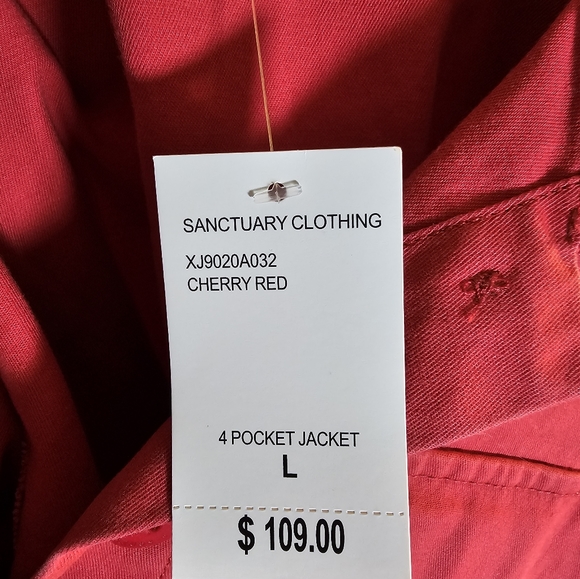 SANCTUARY CLOTHING
XJ9020A032
CHERRY RED
4 POCKET JACKET
L
$ 109.00